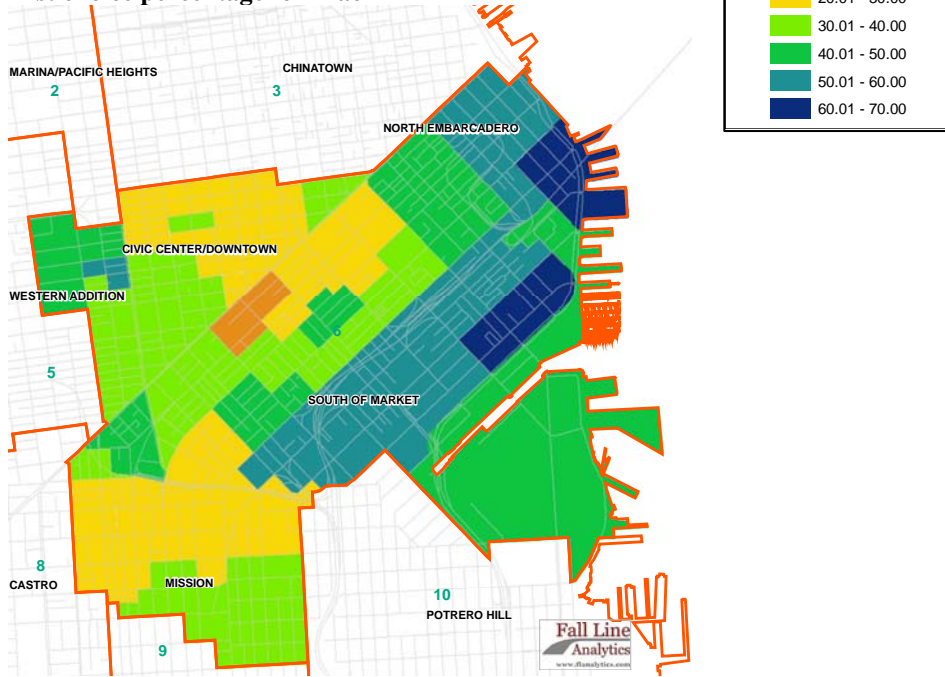 30.01 - 40.00
40.01 - 50.00
50.01 - 60.00
60.01 - 70.00
MARINA/PACIFIC HEIGHTS
2
CHINATOWN
3
NORTH EMBARCADERO
CIVIC CENTER/DOWNTOWN
WESTERN ADDITION
6
5
SOUTH OF MARKET
8
CASTRO
MISSION
10
POTRERO HILL
9
Fall Line
Analytics
www.flanalytics.com